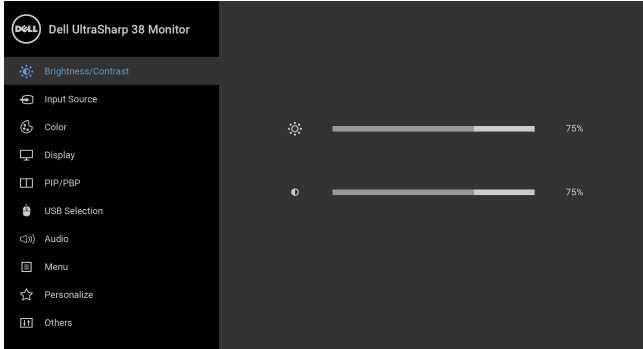 DELL Dell UltraSharp 38 Monitor
Brightness/Contrast
Input Source
Color
75%
Display
PIP/PBP
75%
USB Selection
Audio
Menu
Personalize
Others